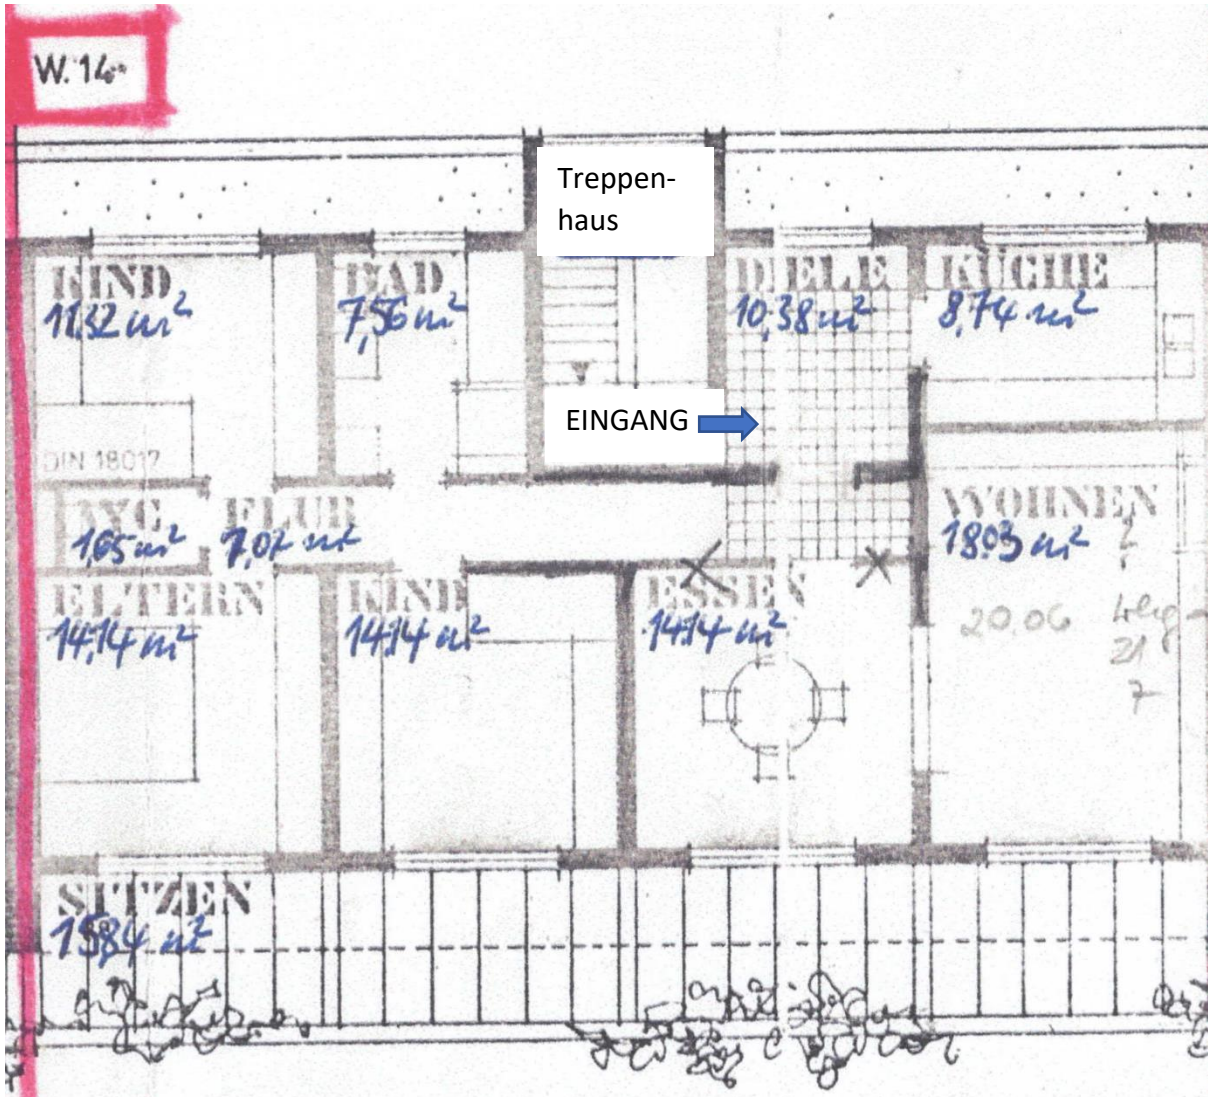 W. 14
Treppen-
haus
KIND
11,32 m²
BAD
7,56 m²
DIELE
10,38 m²
KÜCHE
8,74 m²
EINGANG
DIN 18017
WC
1,65 m²
FLUR
7,07 m²
WOHNEN
18,03 m²
ELTERN
14,14 m²
KIND
14,14 m²
ESSEN
14,14 m²
20.06
21
7
SITZEN
15,84 m²